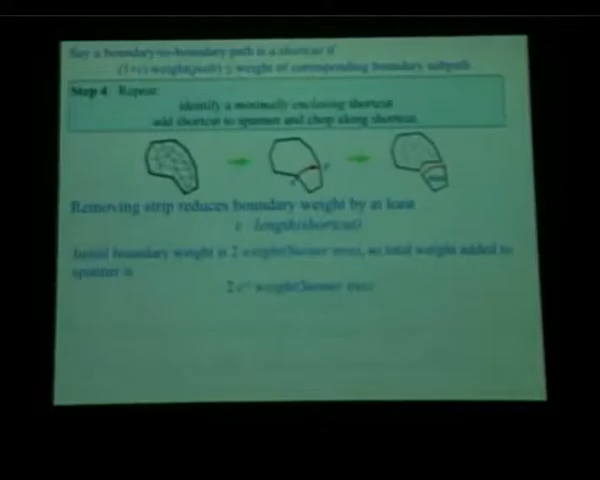 Say a boundary-to-boundary path is a shortcut if
(1+ε) weight(path) ≤ weight of corresponding boundary subpath
Step 4: Repeat:
identify a minimally enclosing shortcut
add shortcut to spanner and chop along shortcut
Removing strip reduces boundary weight by at least
ε · length(shortcut)
Initial boundary weight is 2 weight(Steiner tree), so total weight added to
spanner is
2 ε⁻¹ weight(Steiner tree)